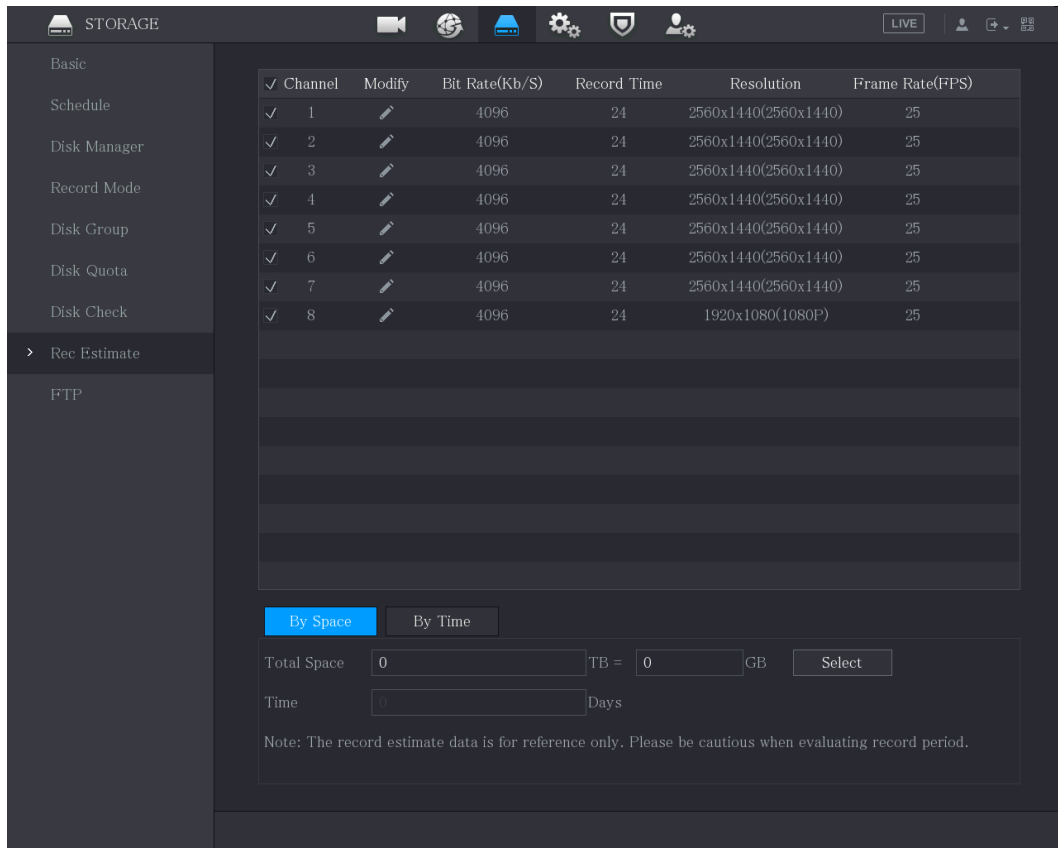 STORAGE LIVE
Basic
Schedule
Disk Manager
Record Mode
Disk Group
Disk Quota
Disk Check
Rec Estimate
FTP
Channel Modify Bit Rate(Kb/S) Record Time Resolution Frame Rate(FPS)
1 4096 24 2560x1440(2560x1440) 25
2 4096 24 2560x1440(2560x1440) 25
3 4096 24 2560x1440(2560x1440) 25
4 4096 24 2560x1440(2560x1440) 25
5 4096 24 2560x1440(2560x1440) 25
6 4096 24 2560x1440(2560x1440) 25
7 4096 24 2560x1440(2560x1440) 25
8 4096 24 1920x1080(1080P) 25
By Space By Time
Total Space 0 TB = 0 GB Select
Time 0 Days
Note: The record estimate data is for reference only. Please be cautious when evaluating record period.